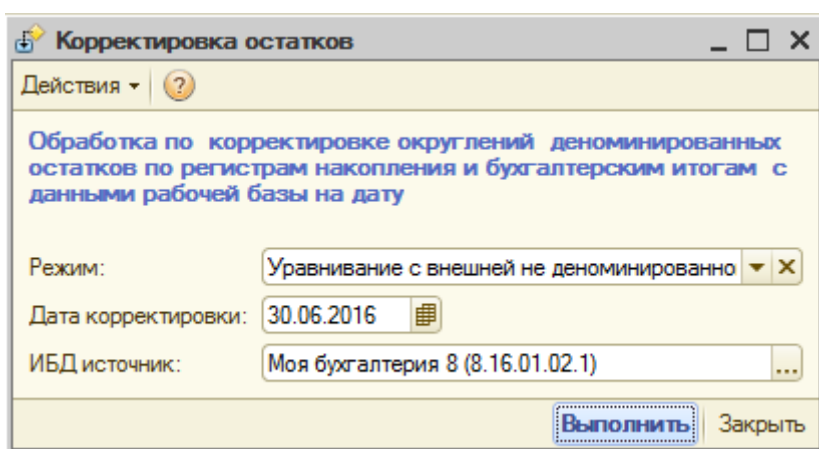 Корректировка остатков
Действия
Обработка по корректировке округлений деноминированных
остатков по регистрам накопления и бухгалтерским итогам с
данными рабочей базы на дату
Режим: Уравнивание с внешней не деноминированно
Дата корректировки: 30.06.2016
ИБД источник: Моя бухгалтерия 8 (8.16.01.02.1) ...
Выполнить Закрыть